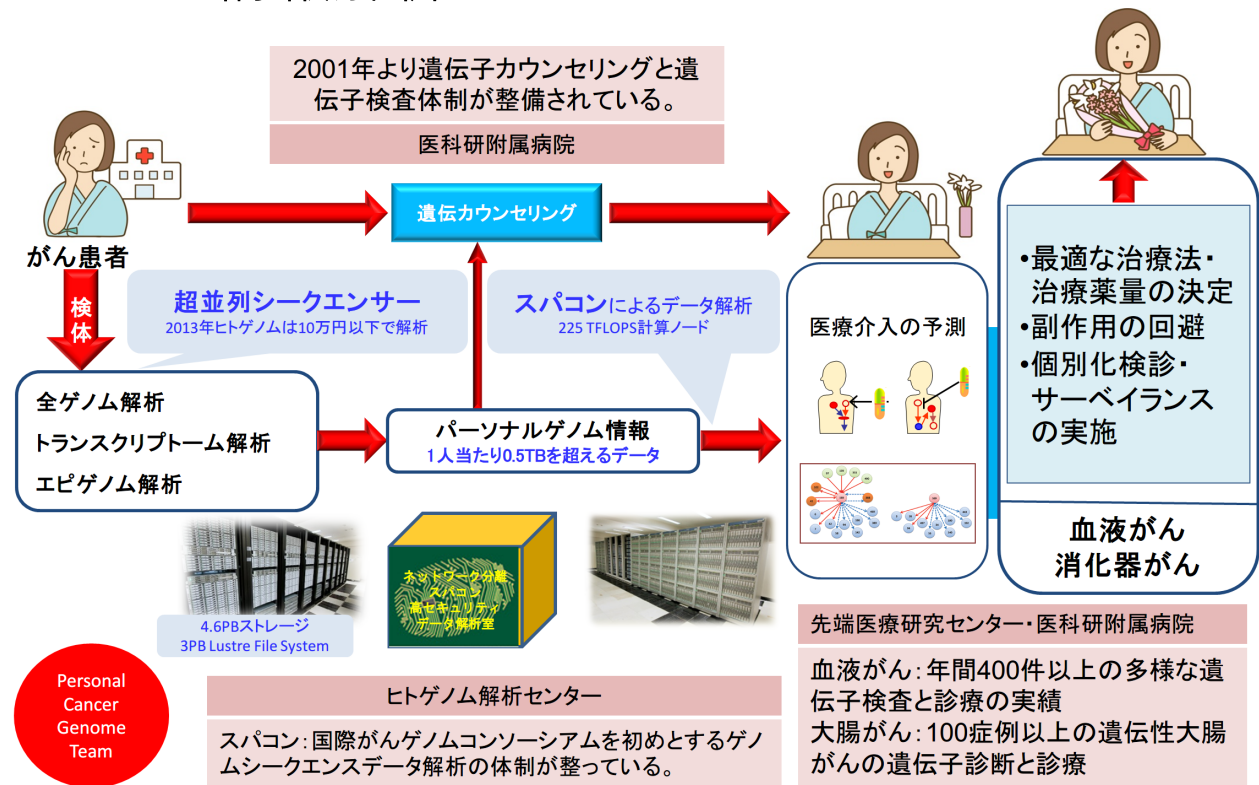 2001年より遺伝子カウンセリングと遺
伝子検査体制が整備されている。
医科研附属病院
がん患者
遺伝カウンセリング
検
体
超並列シークエンサー
2013年ヒトゲノムは10万円以下で解析
スパコンによるデータ解析
225 TFLOPS計算ノード
全ゲノム解析
トランスクリプトーム解析
エピゲノム解析
パーソナルゲノム情報
1人当たり0.5TBを超えるデータ
医療介入の予測
•最適な治療法・
治療薬量の決定
•副作用の回避
•個別化検診・
サーベイランス
の実施
血液がん
消化器がん
ネットワーク分離
スパコン
高セキュリティ
データ解析室
4.6PBストレージ
3PB Lustre File System
Personal
Cancer
Genome
Team
ヒトゲノム解析センター
スパコン：国際がんゲノムコンソーシアムを初めとするゲノ
ムシークエンスデータ解析の体制が整っている。
先端医療研究センター・医科研附属病院
血液がん：年間400件以上の多様な遺
伝子検査と診療の実績
大腸がん：100症例以上の遺伝性大腸
がんの遺伝子診断と診療